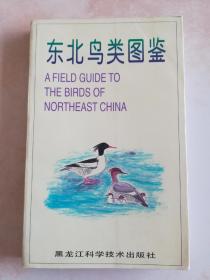 东北鸟类图鉴
A FIELD GUIDE TO
THE BIRDS OF
NORTHEAST CHINA
黑龙江科学技术出版社